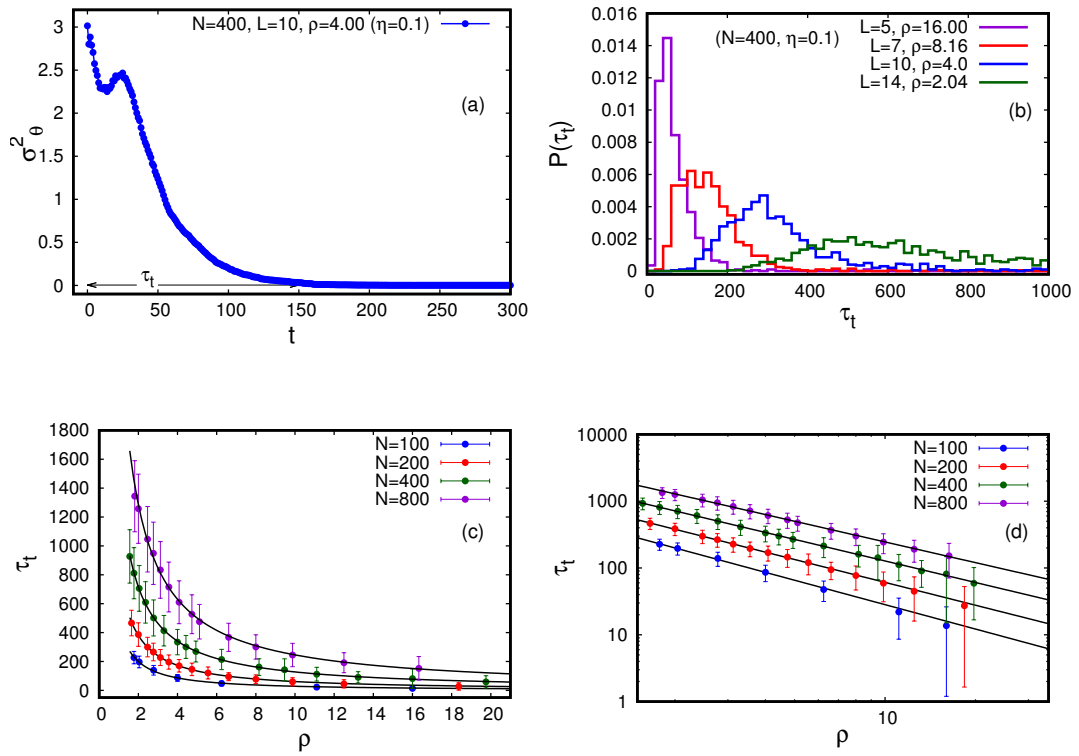 N=400, L=10, ρ=4.00 (η=0.1)
(a)
σ²θ
3
2.5
2
1.5
1
0.5
0
τt
0 50 100 150 200 250 300
t
(N=400, η=0.1)
L=5, ρ=16.00
L=7, ρ=8.16
L=10, ρ=4.0
L=14, ρ=2.04
(b)
P(τt)
0.016
0.014
0.012
0.01
0.008
0.006
0.004
0.002
0
0 200 400 600 800 1000
τt
N=100
N=200
N=400
N=800
(c)
τt
1800
1600
1400
1200
1000
800
600
400
200
0
0 2 4 6 8 10 12 14 16 18 20
ρ
N=100
N=200
N=400
N=800
(d)
τt
10000
1000
100
10
1
10
ρ